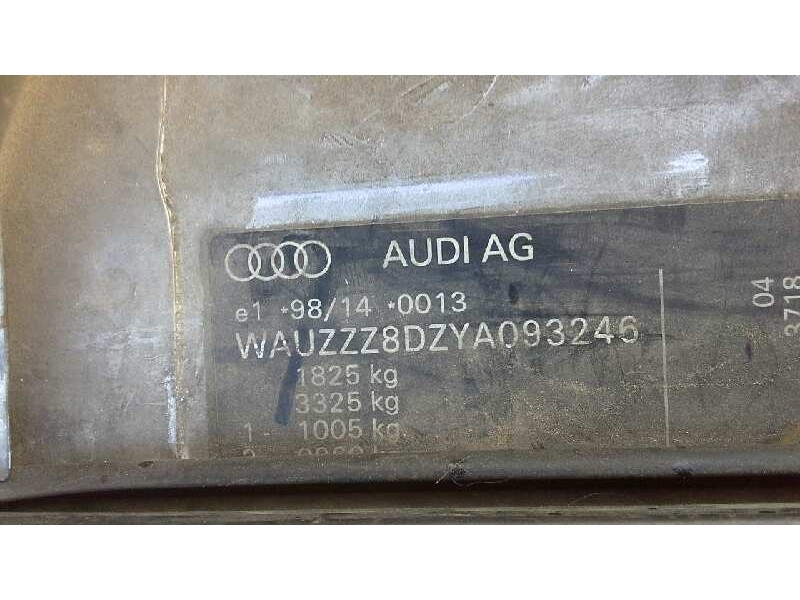 AUDI AG
e1 *98/14 *0013
WAUZZZ8DZYA093246
1825 kg
3325 kg
1 - 1005 kg
04
3718